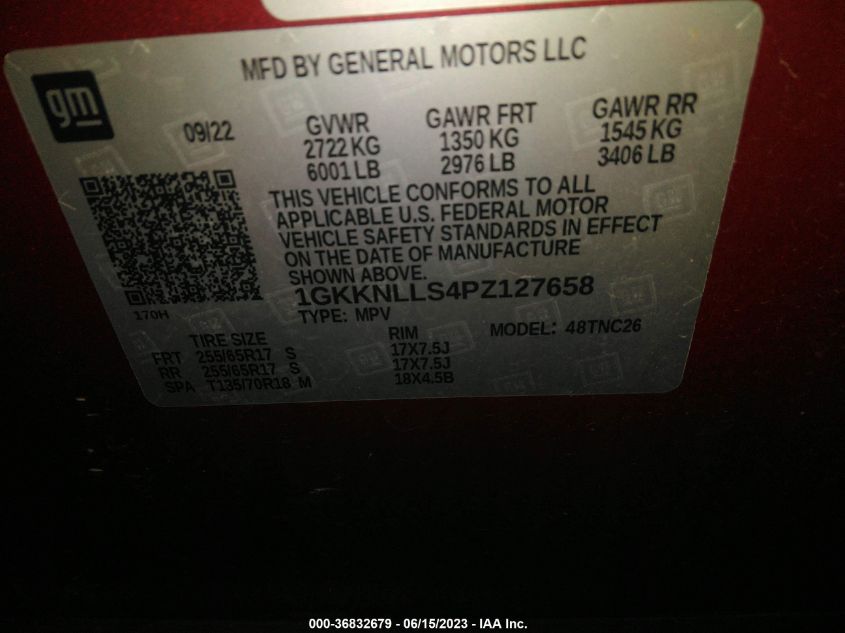 MFD BY GENERAL MOTORS LLC
gm
09/22
GVWR GAWR FRT GAWR RR
2722 KG 1350 KG 1545 KG
6001 LB 2976 LB 3406 LB
THIS VEHICLE CONFORMS TO ALL
APPLICABLE U.S. FEDERAL MOTOR
VEHICLE SAFETY STANDARDS IN EFFECT
ON THE DATE OF MANUFACTURE
SHOWN ABOVE.
1GKKNLLS4PZ127658
170H
TYPE: MPV MODEL: 48TNC26
TIRE SIZE RIM
FRT 255/65R17 S 17X7.5J
RR 255/65R17 S 17X7.5J
SPA T135/70R18 M 18X4.5B
000-36832679 - 06/15/2023 - IAA Inc.